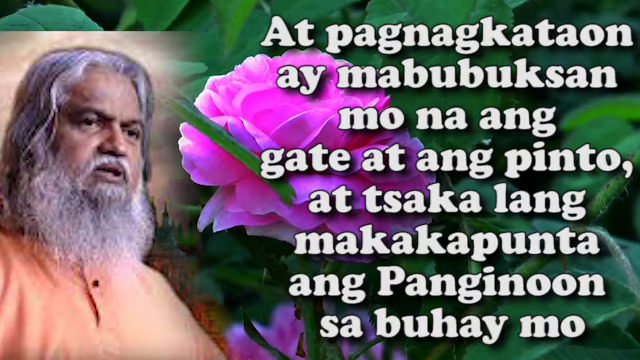 At pagnagkataon
ay mabubuksan
mo na ang
gate at ang pinto,
at tsaka lang
makakapunta
ang Panginoon
sa buhay mo